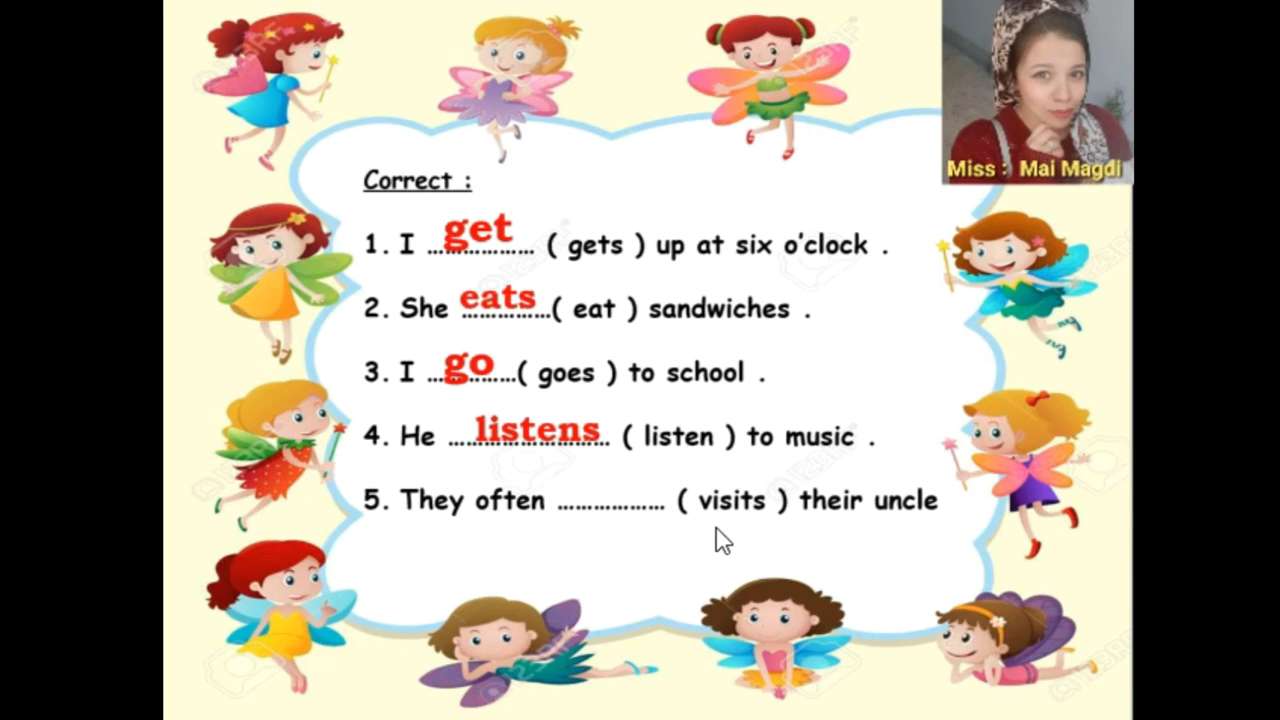 Miss : Mai Magdi
Correct :
1. I ...get............ ( gets ) up at six o'clock .
2. She eats...............( eat ) sandwiches .
3. I ...go............( goes ) to school .
4. He ...listens..................... ( listen ) to music .
5. They often .................. ( visits ) their uncle